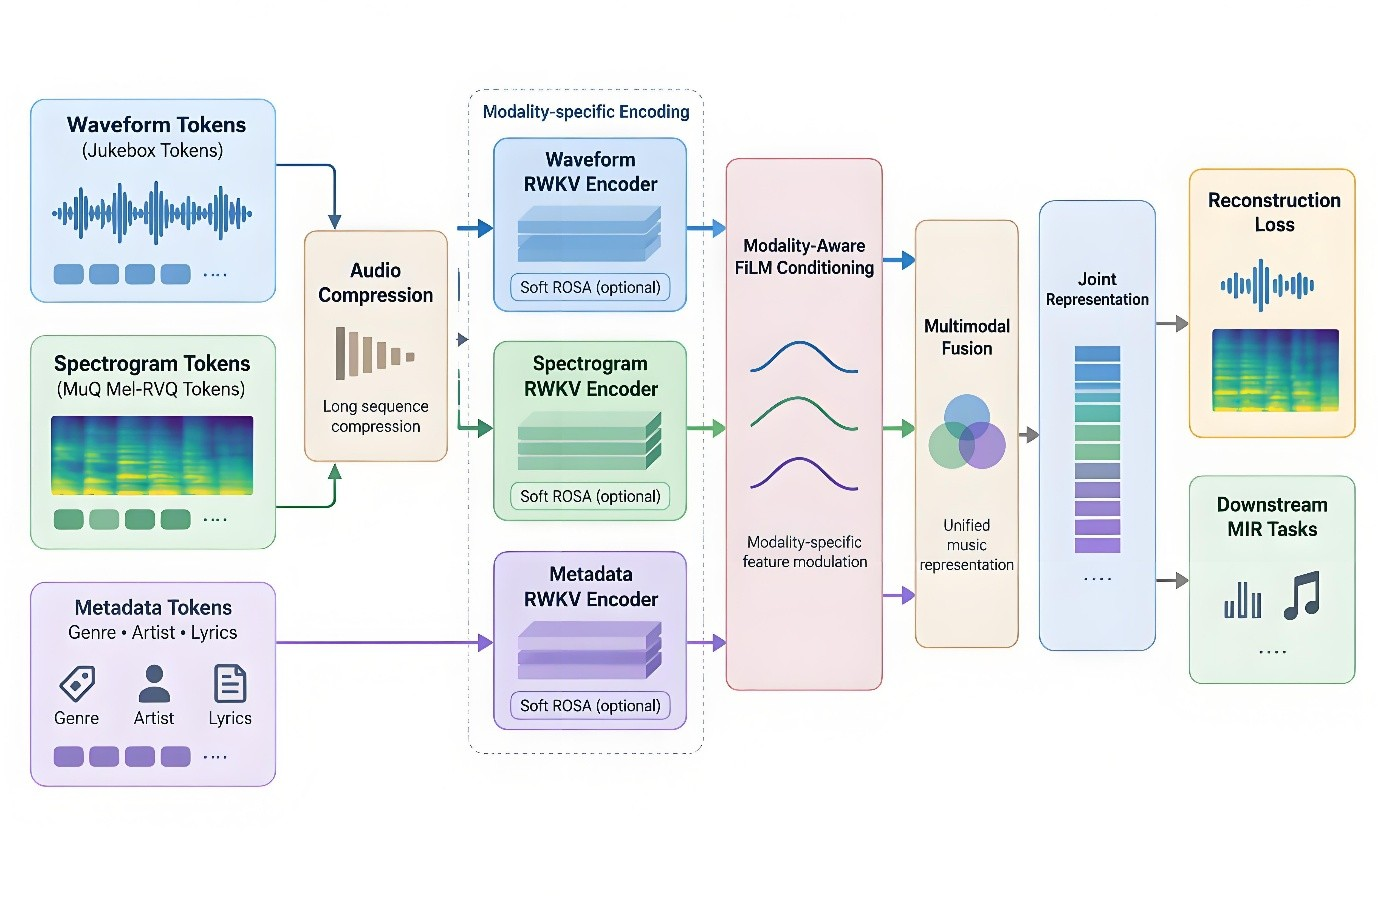 Waveform Tokens
(Jukebox Tokens)
....
Spectrogram Tokens
(MuQ Mel-RVQ Tokens)
....
Metadata Tokens
Genre • Artist • Lyrics
Genre
Artist
Lyrics
....
Audio
Compression
Long sequence
compression
Modality-specific Encoding
Waveform
RWKV Encoder
Soft ROSA (optional)
Spectrogram
RWKV Encoder
Soft ROSA (optional)
Metadata
RWKV Encoder
Soft ROSA (optional)
Modality-Aware
FiLM Conditioning
Modality-specific
feature modulation
Multimodal
Fusion
Unified
music
representation
Joint
Representation
....
Reconstruction
Loss
Downstream
MIR Tasks
....